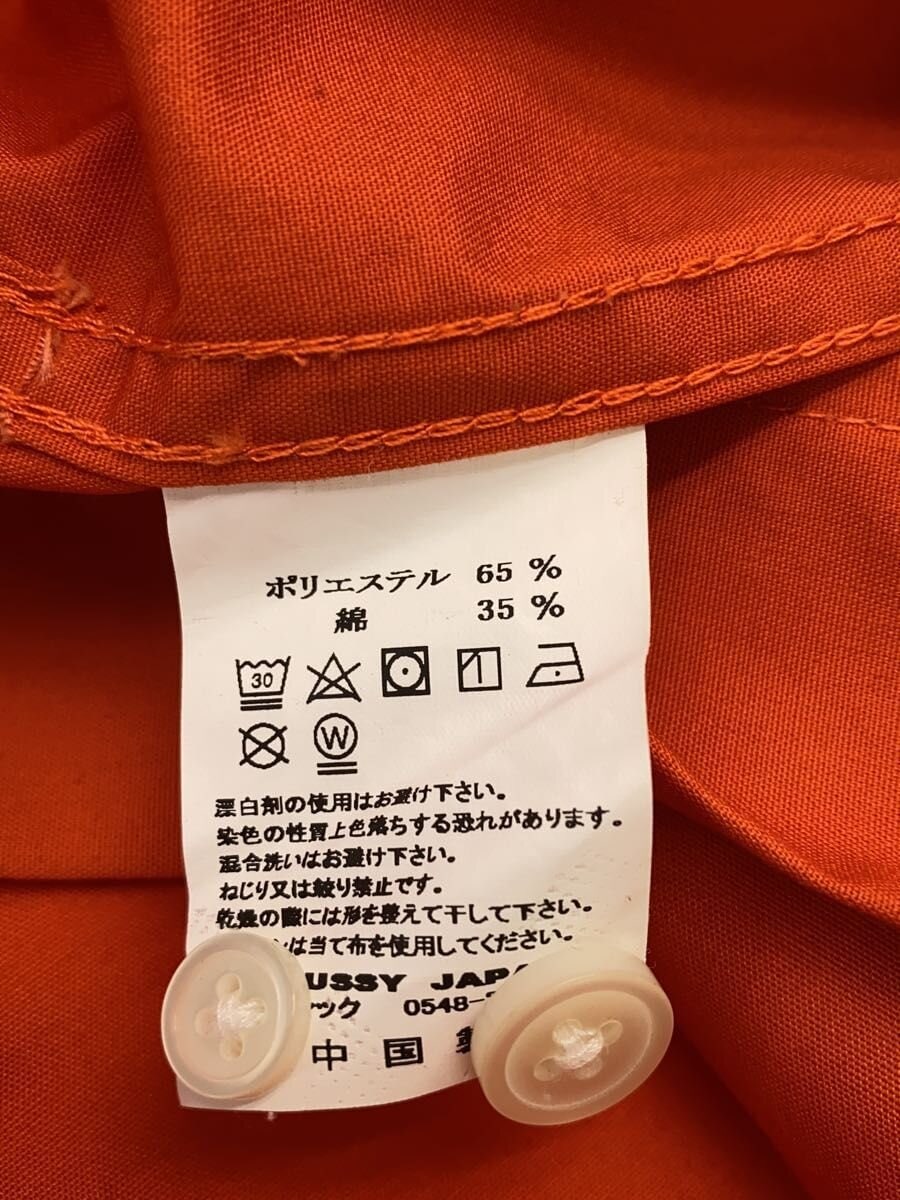 ポリエステル 65 %
綿 35 %
30
W
漂白剤の使用はお避け下さい。
染色の性質上色落ちする恐れがあります。
混合洗いはお避け下さい。
ねじり又は絞り禁止です。
乾燥の際には形を整えて干して下さい。
ンは当て布を使用してください。
USSY JAPA
ック 0548-
中国